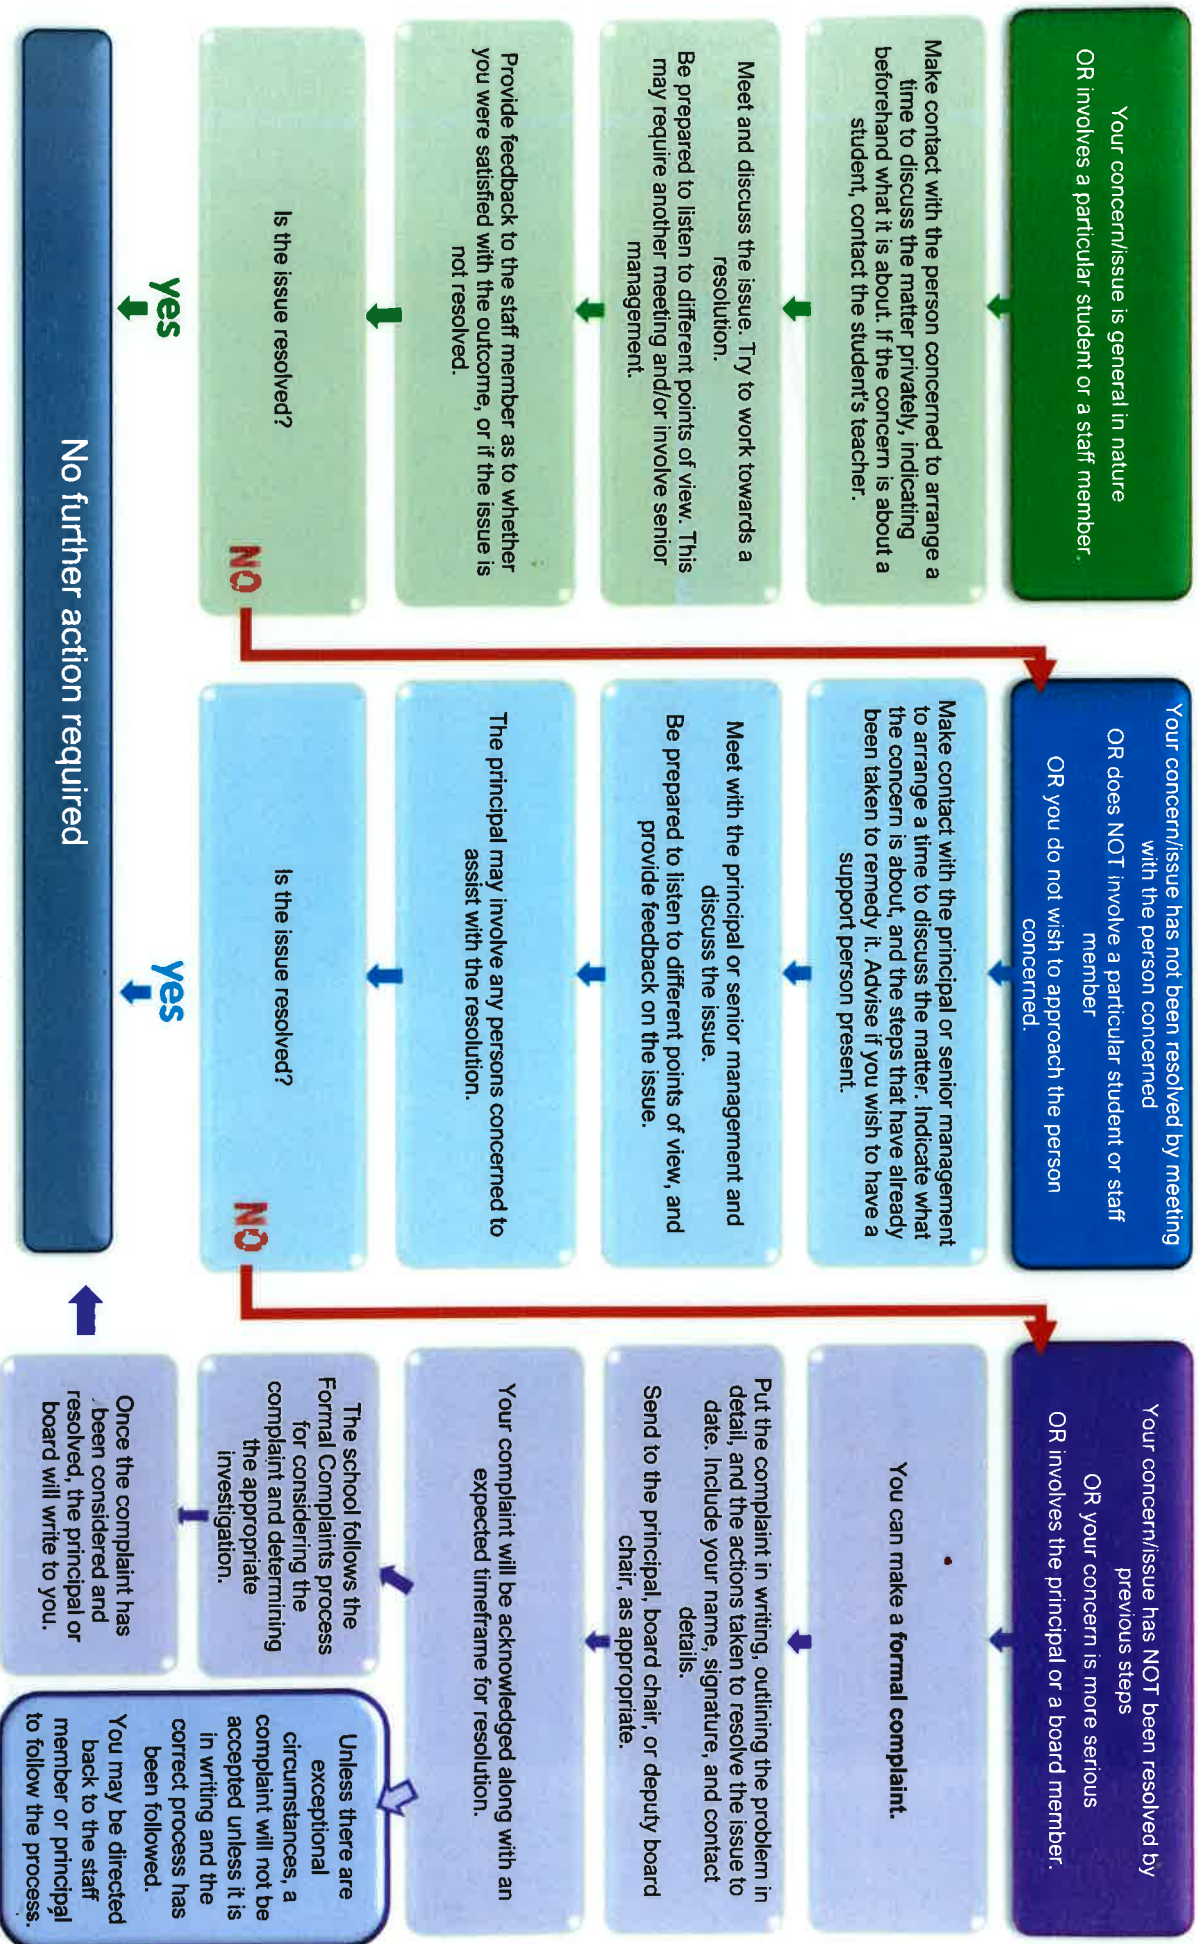 Your concern/issue is general in nature
OR involves a particular student or a staff member.
Make contact with the person concerned to arrange a
time to discuss the matter privately, indicating
beforehand what it is about. If the concern is about a
student, contact the student's teacher.
Meet and discuss the issue. Try to work towards a
resolution.
Be prepared to listen to different points of view. This
may require another meeting and/or involve senior
management.
Provide feedback to the staff member as to whether
you were satisfied with the outcome, or if the issue is
not resolved.
Is the issue resolved?
NO
yes
Your concern/issue has not been resolved by meeting
with the person concerned
OR does NOT involve a particular student or staff
member
OR you do not wish to approach the person
concerned.
Make contact with the principal or senior management
to arrange a time to discuss the matter. Indicate what
the concern is about, and the steps that have already
been taken to remedy it. Advise if you wish to have a
support person present.
Meet with the principal or senior management and
discuss the issue.
Be prepared to listen to different points of view, and
provide feedback on the issue.
The principal may involve any persons concerned to
assist with the resolution.
Is the issue resolved?
NO
yes
No further action required
Your concern/issue has NOT been resolved by
previous steps
OR your concern is more serious
OR involves the principal or a board member.
You can make a formal complaint.
Put the complaint in writing, outlining the problem in
detail, and the actions taken to resolve the issue to
date. Include your name, signature, and contact
details.
Send to the principal, board chair, or deputy board
chair, as appropriate.
Your complaint will be acknowledged along with an
expected timeframe for resolution.
The school follows the
Formal Complaints process
for considering the
complaint and determining
the appropriate
investigation.
Once the complaint has
been considered and
resolved, the principal or
board will write to you.
Unless there are
exceptional
circumstances, a
complaint will not be
accepted unless it is
in writing and the
correct process has
been followed.
You may be directed
back to the staff
member or principal
to follow the process.